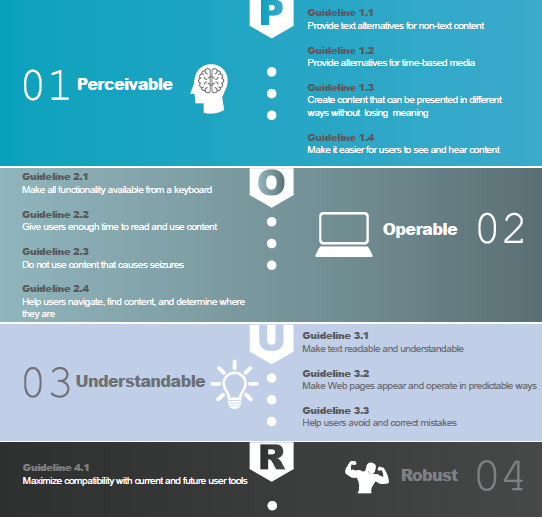 P
01 Perceivable
Guideline 1.1
Provide text alternatives for non-text content
Guideline 1.2
Provide alternatives for time-based media
Guideline 1.3
Create content that can be presented in different
ways without losing meaning
Guideline 1.4
Make it easier for users to see and hear content
Guideline 2.1
Make all functionality available from a keyboard
Guideline 2.2
Give users enough time to read and use content
Guideline 2.3
Do not use content that causes seizures
Guideline 2.4
Help users navigate, find content, and determine where
they are
O
Operable 02
03 Understandable
U
Guideline 3.1
Make text readable and understandable
Guideline 3.2
Make Web pages appear and operate in predictable ways
Guideline 3.3
Help users avoid and correct mistakes
Guideline 4.1
Maximize compatibility with current and future user tools
R
Robust 04